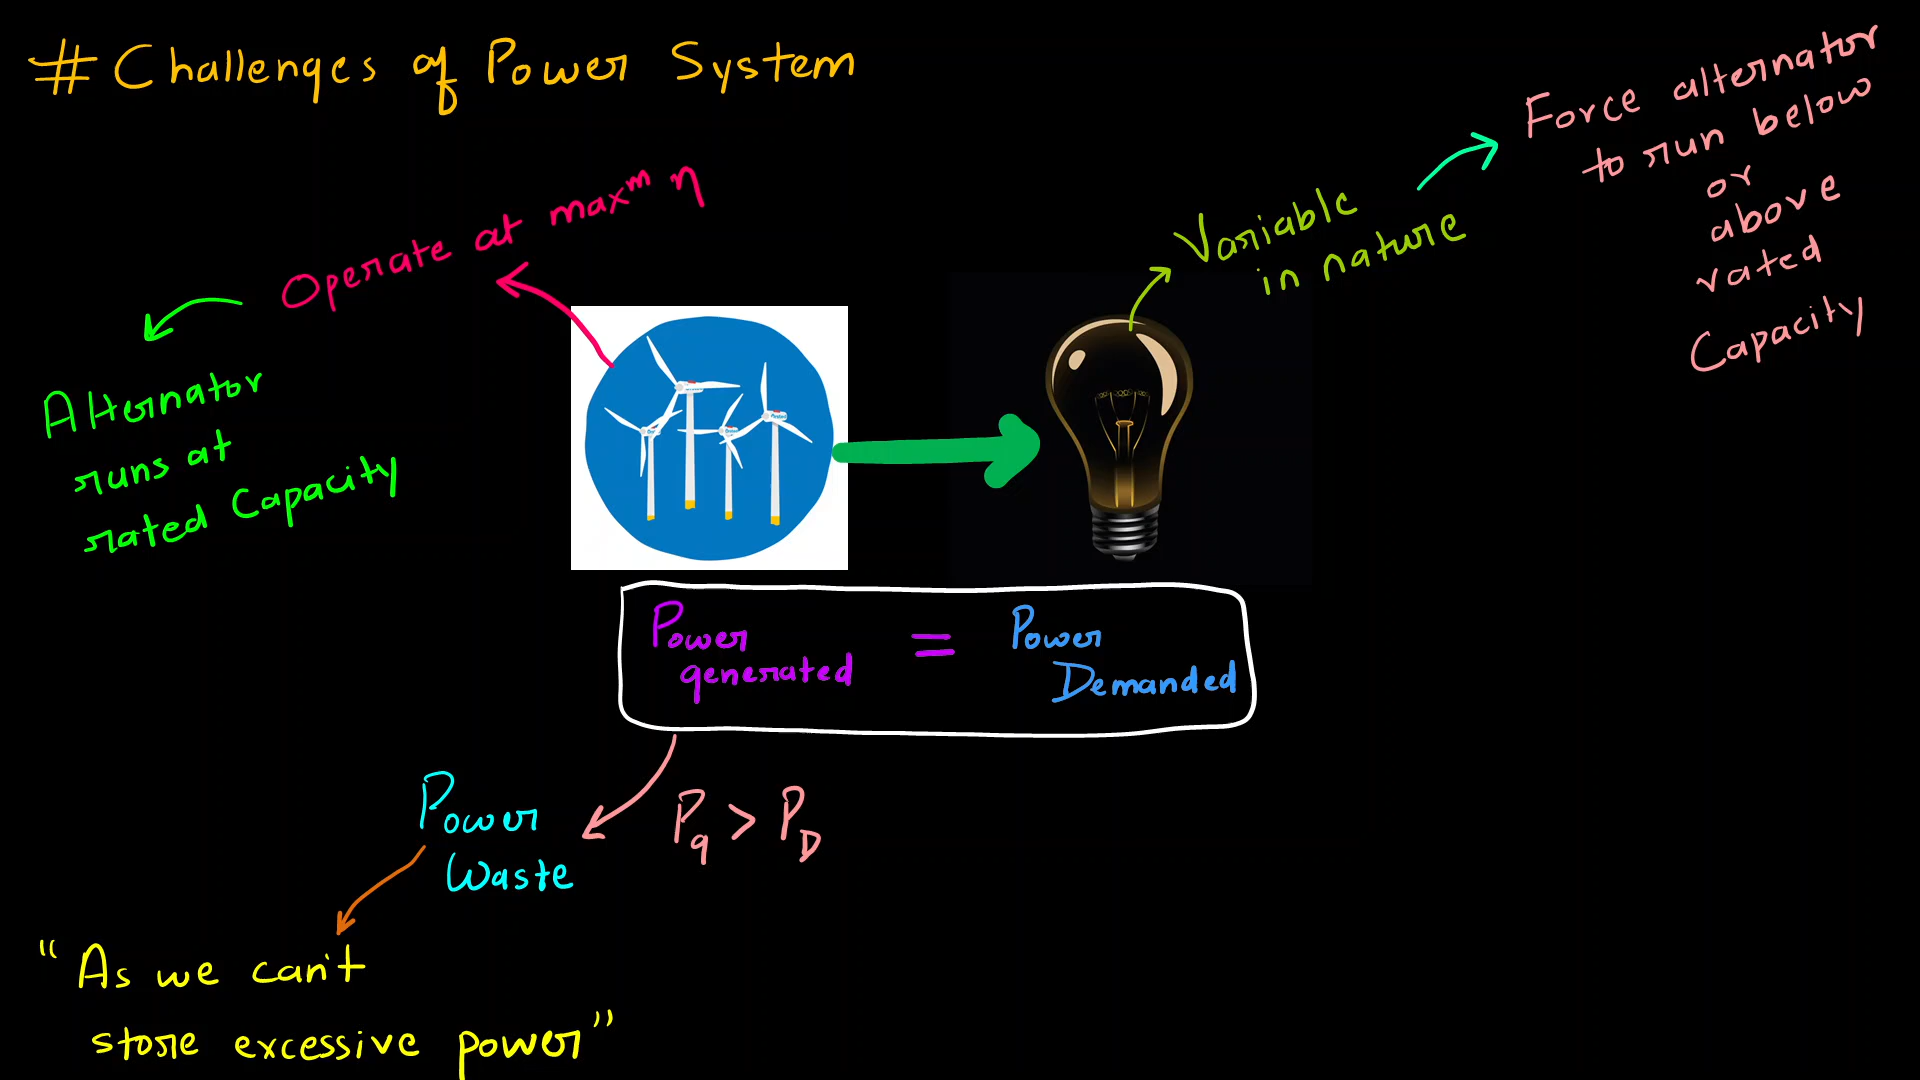 # Challenges of Power System
Operate at maxᵐ η
Alternator
runs at
rated Capacity
Variable
in nature
Force alternator
to run below
or
above
rated
Capacity
Power
generated
=
Power
Demanded
Power
Waste
Pg > PD
"As we can't
store excessive power"